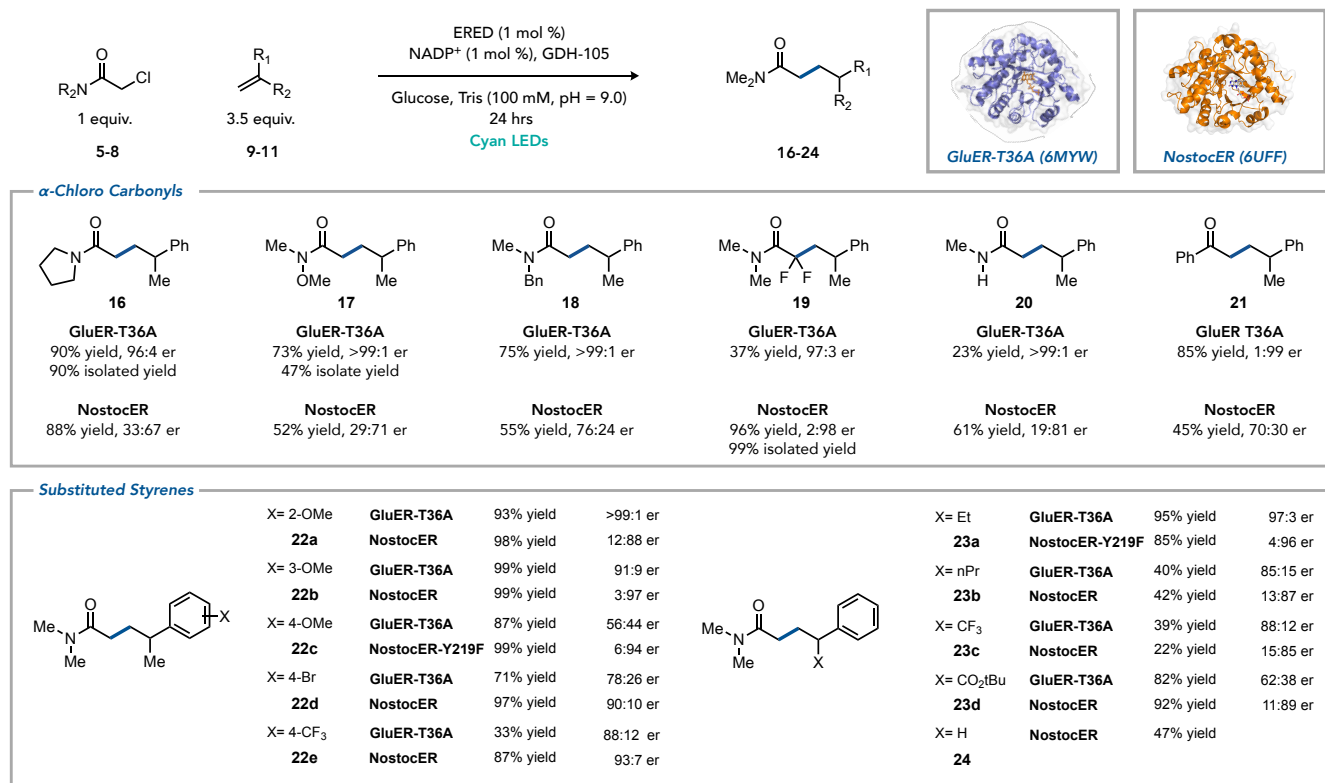 O
R₂N
Cl
1 equiv.
5-8
R₁
R₂
3.5 equiv.
9-11
ERED (1 mol %)
NADP⁺ (1 mol %), GDH-105
Glucose, Tris (100 mM, pH = 9.0)
24 hrs
Cyan LEDs
O
Me₂N
R₁
R₂
16-24
GluER-T36A (6MYW)
NostocER (6UFF)
α-Chloro Carbonyls
O
N
Ph
Me
16
GluER-T36A
90% yield, 96:4 er
90% isolated yield
NostocER
88% yield, 33:67 er
O
Me
N
OMe
Ph
Me
17
GluER-T36A
73% yield, >99:1 er
47% isolate yield
NostocER
52% yield, 29:71 er
O
Me
N
Bn
Ph
Me
18
GluER-T36A
75% yield, >99:1 er
NostocER
55% yield, 76:24 er
O
Me
N
Me
F F
Ph
Me
19
GluER-T36A
37% yield, 97:3 er
NostocER
96% yield, 2:98 er
99% isolated yield
O
Me
N
H
Ph
Me
20
GluER-T36A
23% yield, >99:1 er
NostocER
61% yield, 19:81 er
O
Ph
Ph
Me
21
GluER T36A
85% yield, 1:99 er
NostocER
45% yield, 70:30 er
Substituted Styrenes
O
Me
N
Me
Me
X
X= 2-OMe GluER-T36A 93% yield >99:1 er
22a NostocER 98% yield 12:88 er
X= 3-OMe GluER-T36A 99% yield 91:9 er
22b NostocER 99% yield 3:97 er
X= 4-OMe GluER-T36A 87% yield 56:44 er
22c NostocER-Y219F 99% yield 6:94 er
X= 4-Br GluER-T36A 71% yield 78:26 er
22d NostocER 97% yield 90:10 er
X= 4-CF₃ GluER-T36A 33% yield 88:12 er
22e NostocER 87% yield 93:7 er
O
Me
N
Me
X
X= Et GluER-T36A 95% yield 97:3 er
23a NostocER-Y219F 85% yield 4:96 er
X= nPr GluER-T36A 40% yield 85:15 er
23b NostocER 42% yield 13:87 er
X= CF₃ GluER-T36A 39% yield 88:12 er
23c NostocER 22% yield 15:85 er
X= CO₂tBu GluER-T36A 82% yield 62:38 er
23d NostocER 92% yield 11:89 er
X= H NostocER 47% yield
24